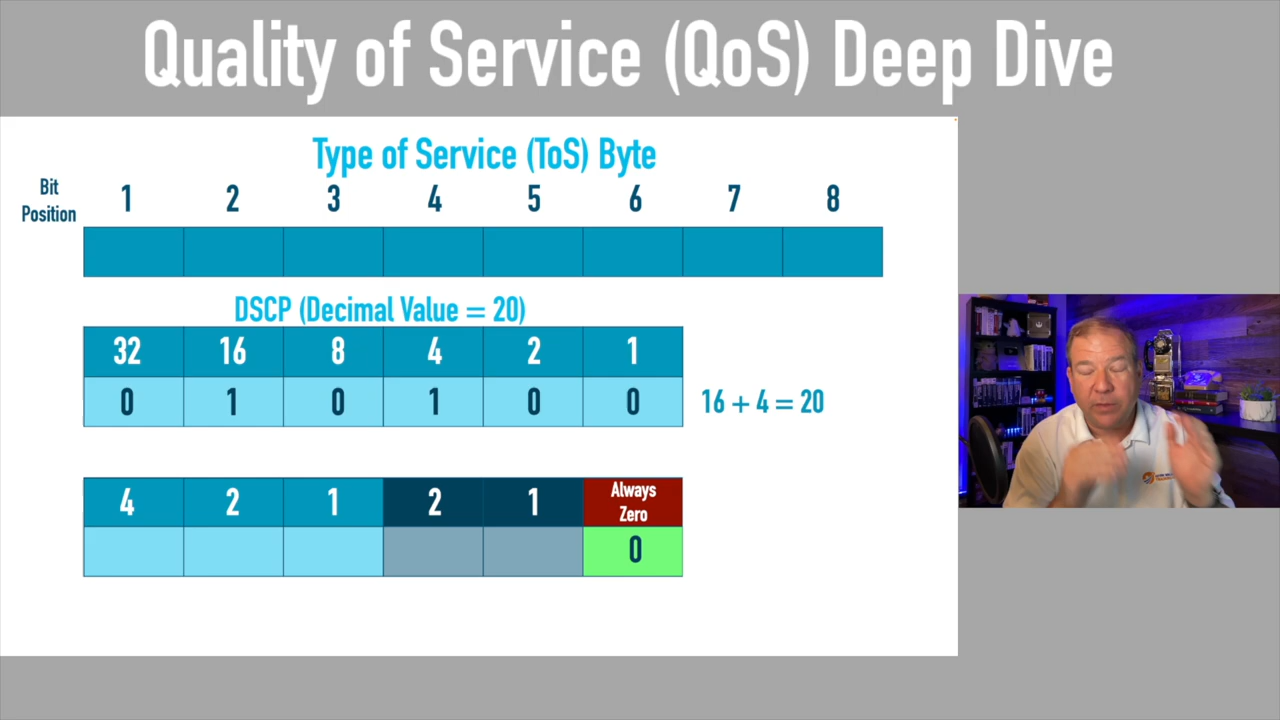 Quality of Service (QoS) Deep Dive
Type of Service (ToS) Byte
Bit
Position
1 2 3 4 5 6 7 8
DSCP (Decimal Value = 20)
32 16 8 4 2 1
0 1 0 1 0 0
16 + 4 = 20
4 2 1 2 1 Always
Zero
0